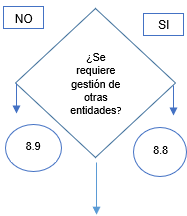 NO
SI
¿Se
requiere
gestión de
otras
entidades?
8.9
8.8